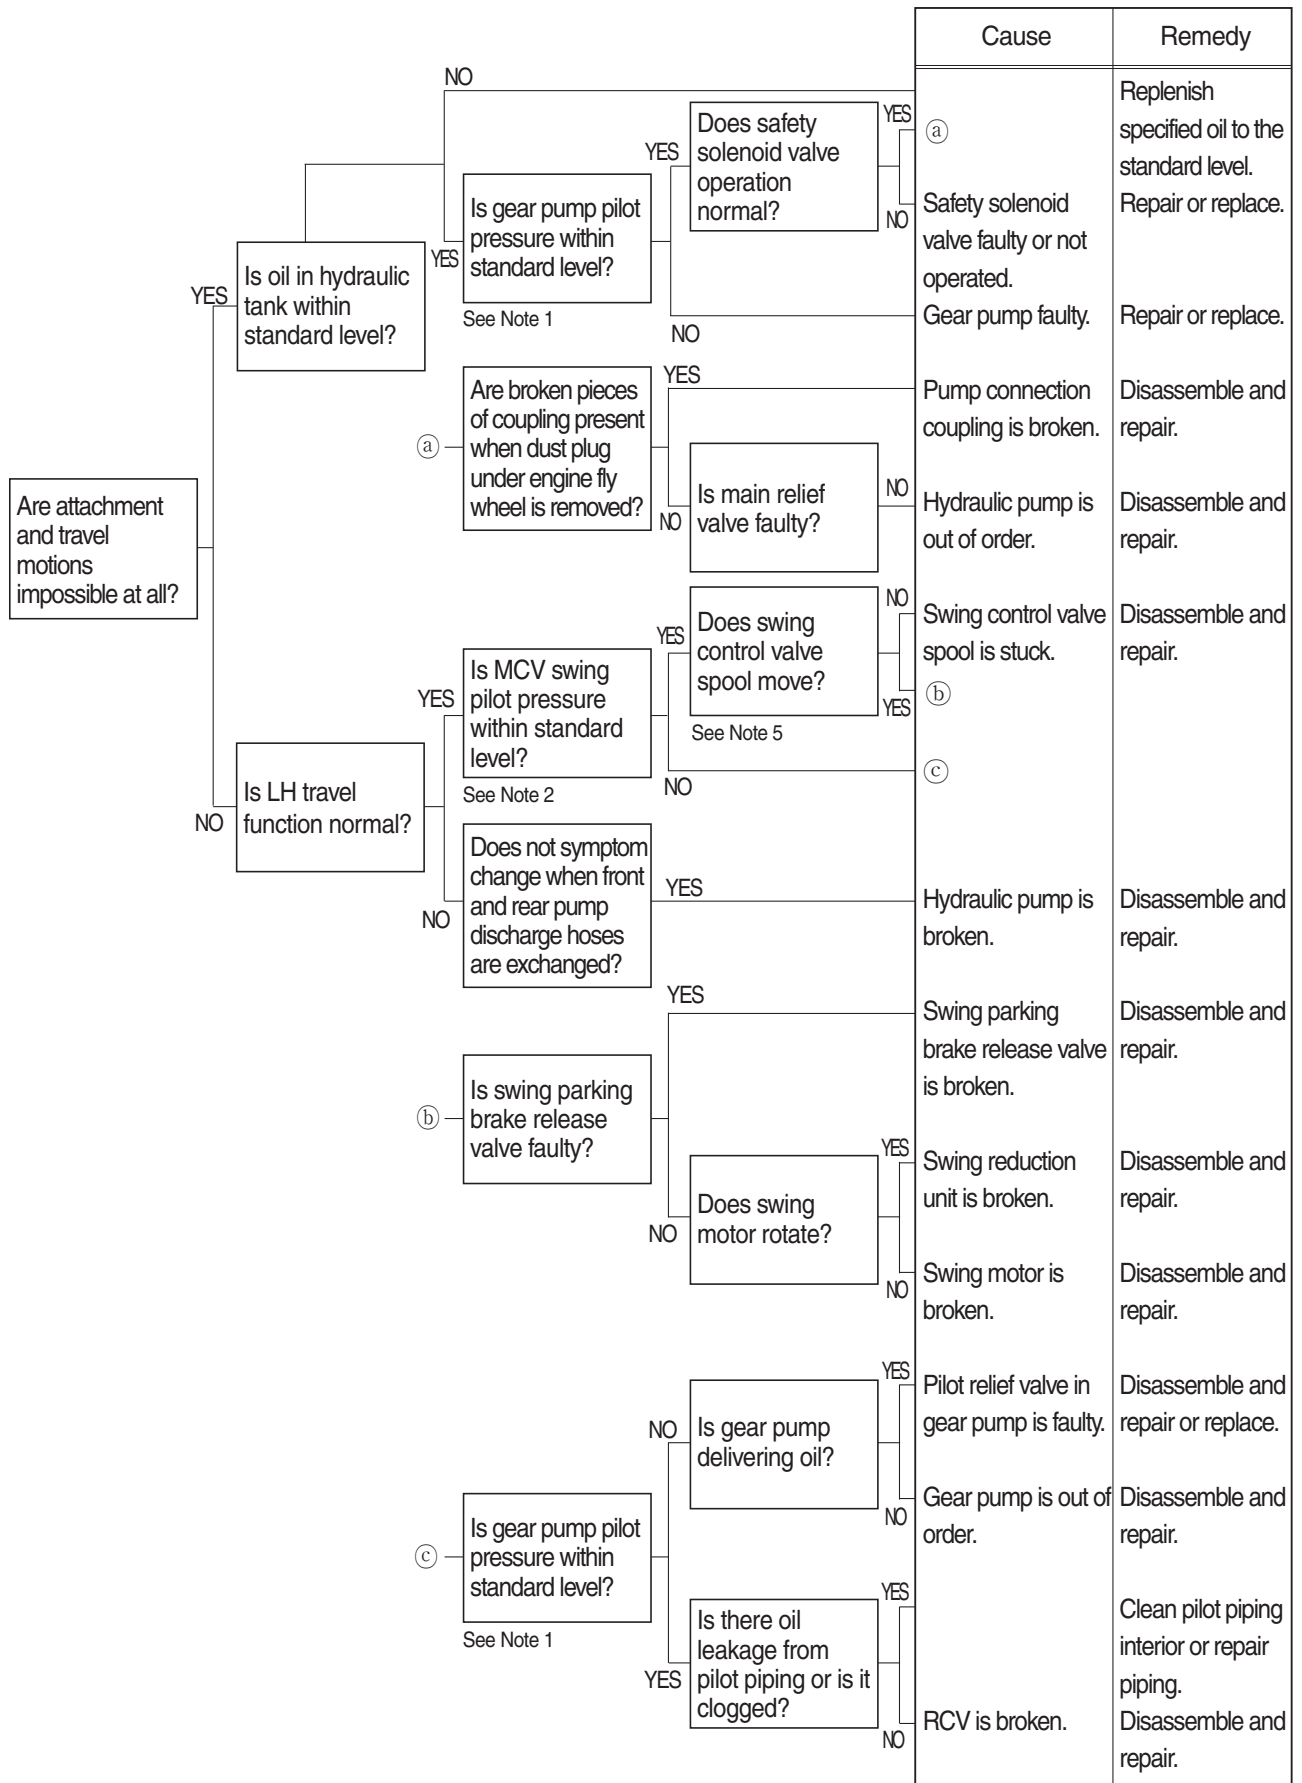 Cause
Remedy
NO
Replenish
specified oil to the
standard level.
YES
Does safety
solenoid valve
operation
normal?
YES
ⓐ
NO
Safety solenoid
valve faulty or not
operated.
Repair or replace.
Is gear pump pilot
pressure within
standard level?
YES
See Note 1
NO
Gear pump faulty.
Repair or replace.
YES
Is oil in hydraulic
tank within
standard level?
ⓐ
Are broken pieces
of coupling present
when dust plug
under engine fly
wheel is removed?
YES
Pump connection
coupling is broken.
Disassemble and
repair.
NO
Is main relief
valve faulty?
NO
Hydraulic pump is
out of order.
Disassemble and
repair.
Are attachment
and travel
motions
impossible at all?
YES
Does swing
control valve
spool move?
See Note 5
NO
Swing control valve
spool is stuck.
Disassemble and
repair.
YES
ⓑ
YES
Is MCV swing
pilot pressure
within standard
level?
See Note 2
NO
ⓒ
NO
Is LH travel
function normal?
NO
Does not symptom
change when front
and rear pump
discharge hoses
are exchanged?
YES
Hydraulic pump is
broken.
Disassemble and
repair.
ⓑ
Is swing parking
brake release
valve faulty?
YES
Swing parking
brake release valve
is broken.
Disassemble and
repair.
NO
Does swing
motor rotate?
YES
Swing reduction
unit is broken.
Disassemble and
repair.
NO
Swing motor is
broken.
Disassemble and
repair.
NO
Is gear pump
delivering oil?
YES
Pilot relief valve in
gear pump is faulty.
Disassemble and
repair or replace.
NO
Gear pump is out of
order.
Disassemble and
repair.
ⓒ
Is gear pump pilot
pressure within
standard level?
See Note 1
YES
Is there oil
leakage from
pilot piping or is it
clogged?
YES
Clean pilot piping
interior or repair
piping.
NO
RCV is broken.
Disassemble and
repair.